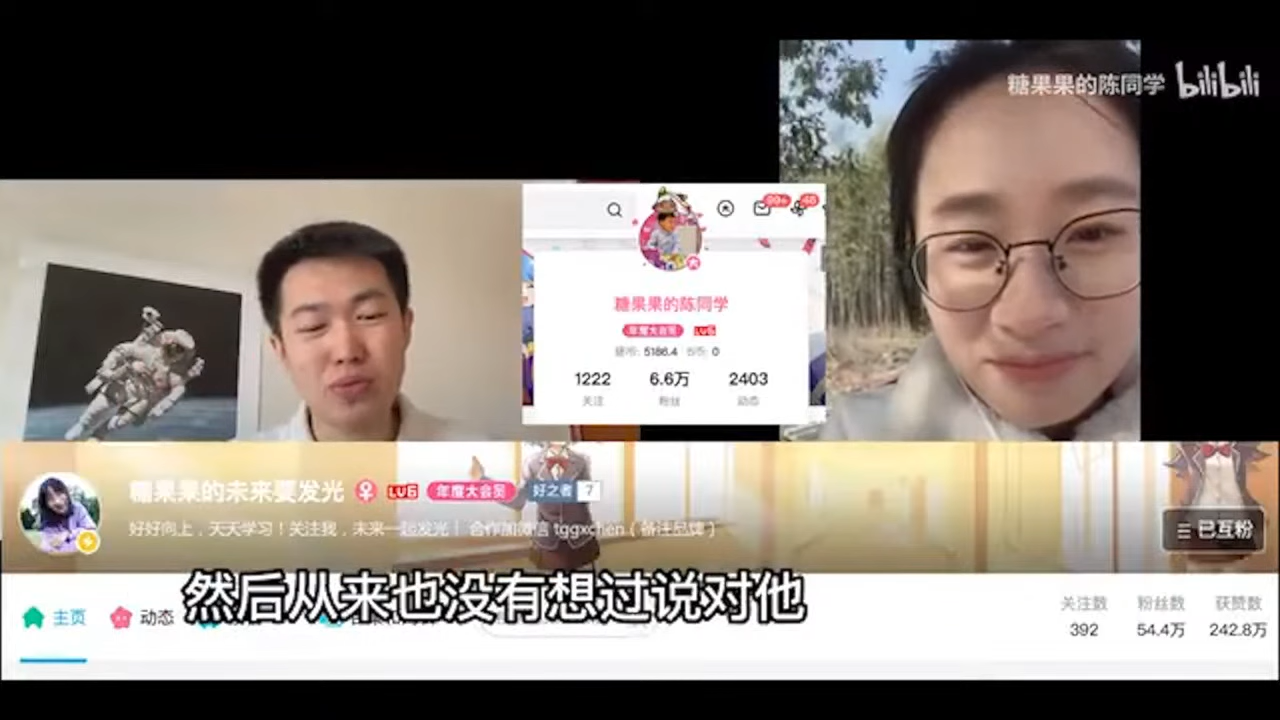 糖果果的陈同学 bilibili
99+ 46
糖果果的陈同学
年度大会员 LV6
硬币: 5186.4 B币: 0
1222 6.6万 2403
关注 粉丝 动态
糖果果的未来要发光 LV6 年度大会员 好之者 7
好好向上，天天学习！关注我，未来一起发光｜ 合作加微信 tggxchen（备注品牌）
已互粉
然后从来也没有想过说对他
主页 动态
关注数 粉丝数 获赞数
392 54.4万 242.8万